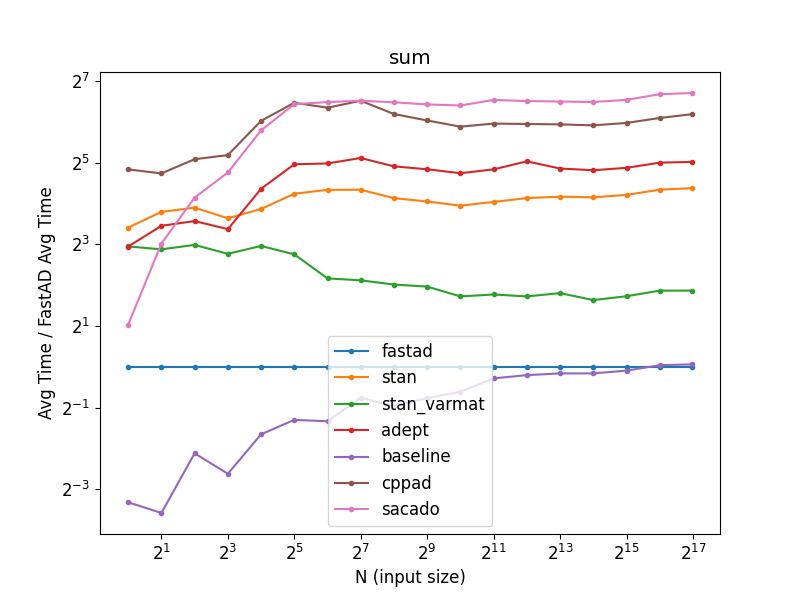 sum
Avg Time / FastAD Avg Time
2^7
2^5
2^3
2^1
2^−1
2^−3
fastad
stan
stan_varmat
adept
baseline
cppad
sacado
2^1 2^3 2^5 2^7 2^9 2^11 2^13 2^15 2^17
N (input size)